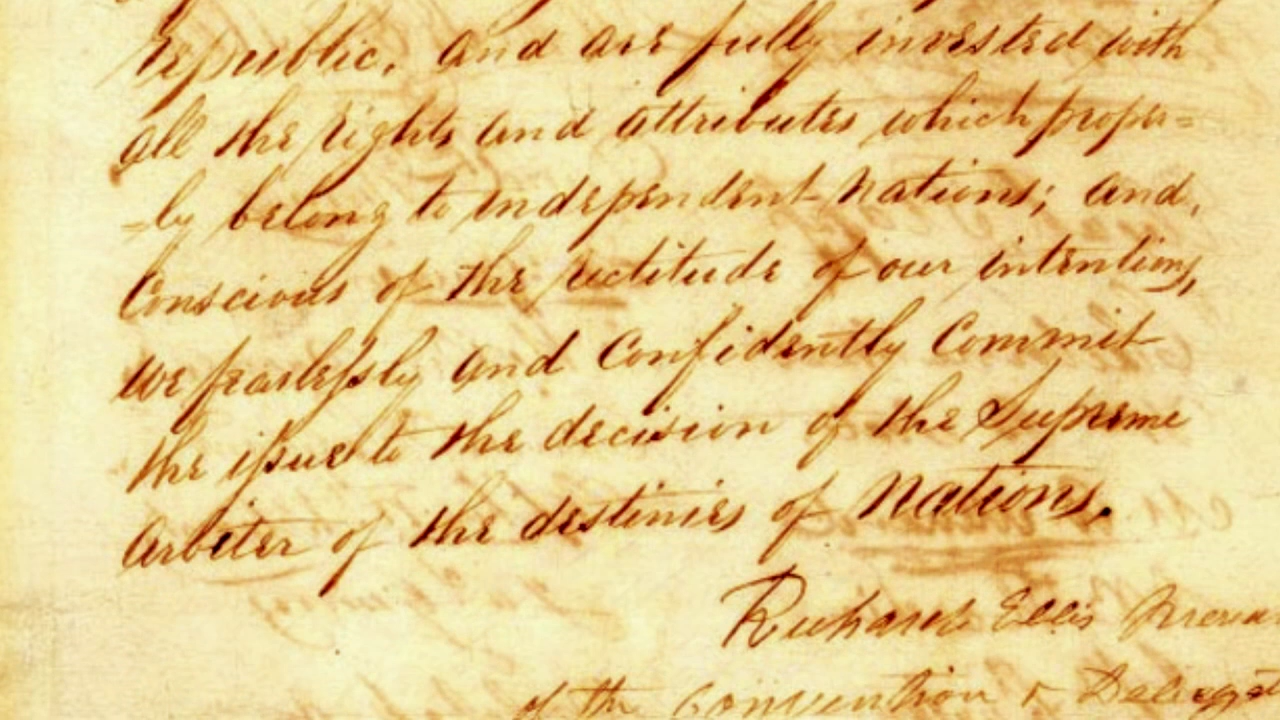 Republic, and are fully invested with
all the rights and attributes which proper=
=ly belong to independent nations; and,
Conscious of the rectitude of our intentions,
we fearlessly and Confidently Commit
the issue to the decision of the Supreme
Arbiter of the destinies of Nations.
Richard Ellis
of the Convention & Delegate